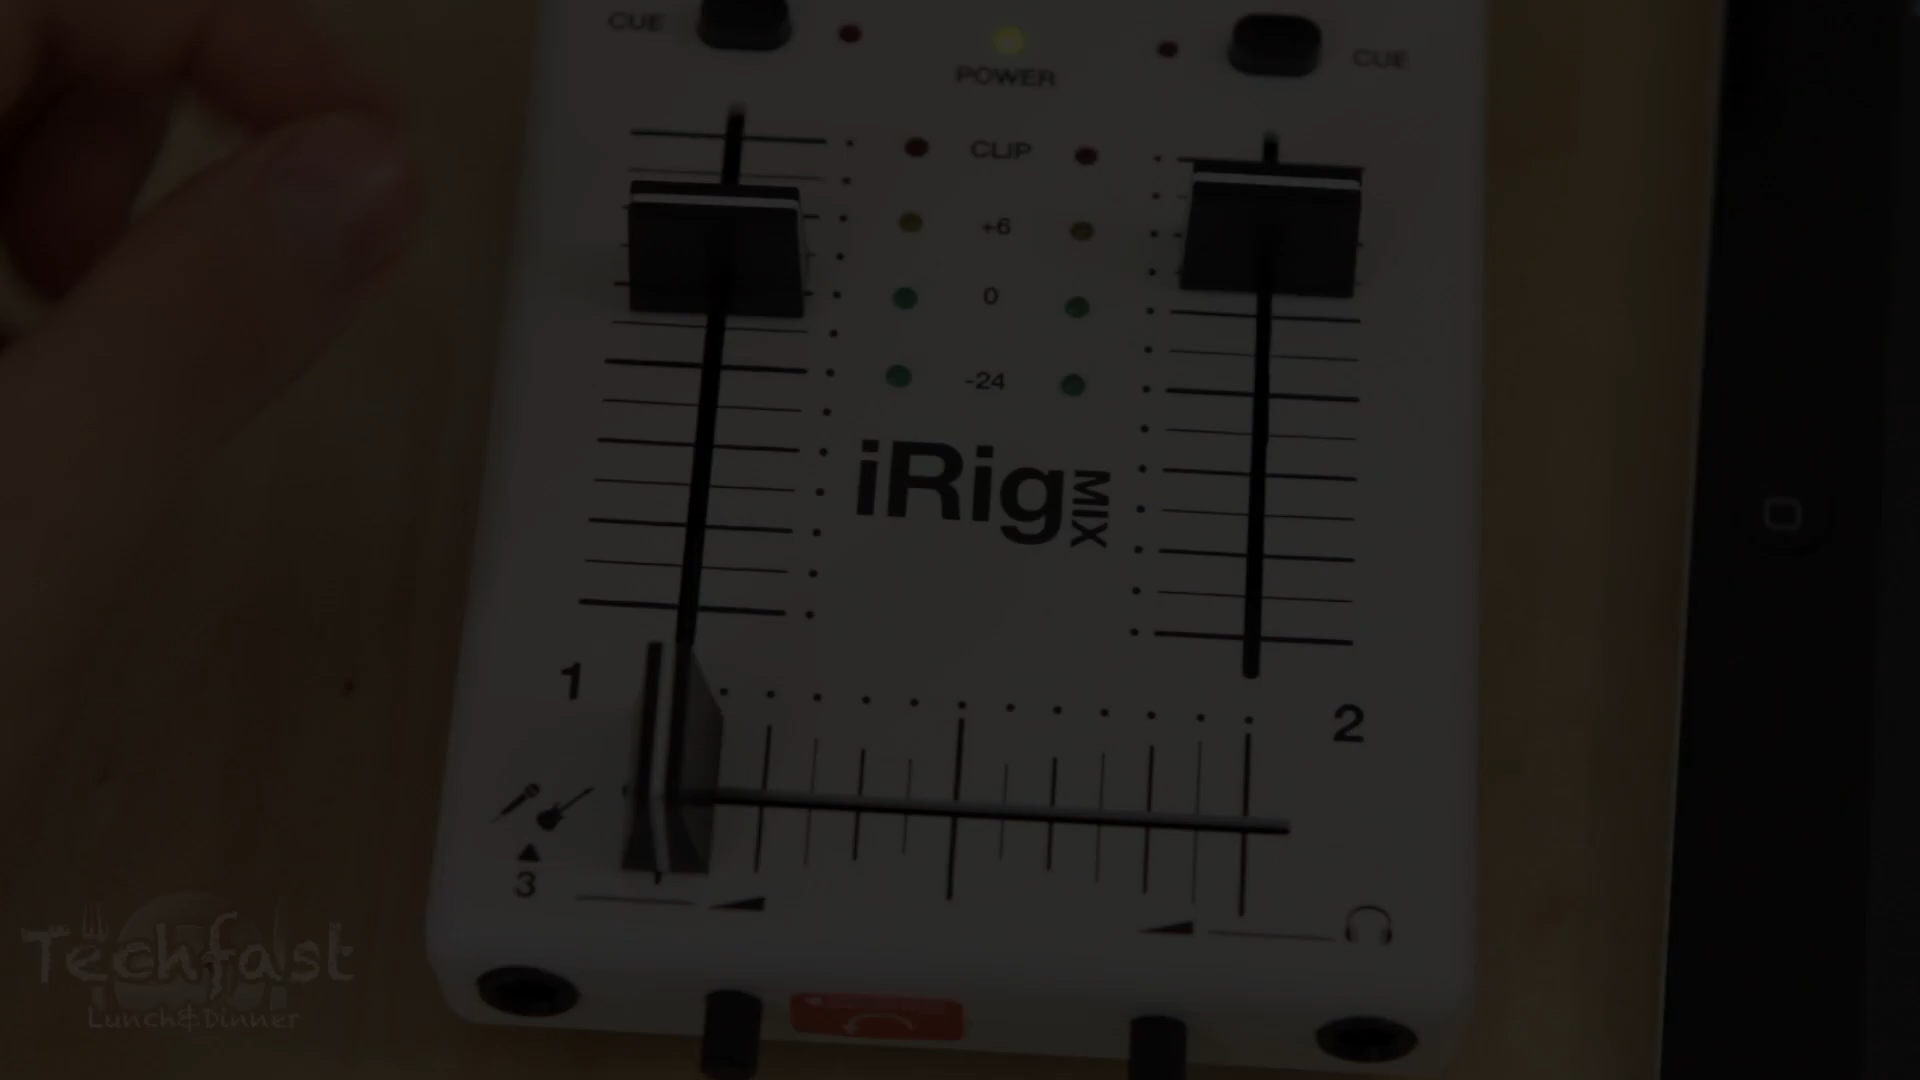 CUE
POWER
CUE
CLIP
+6
0
-24
iRig MIX
1
2
3
Techfast
Lunch&Dinner